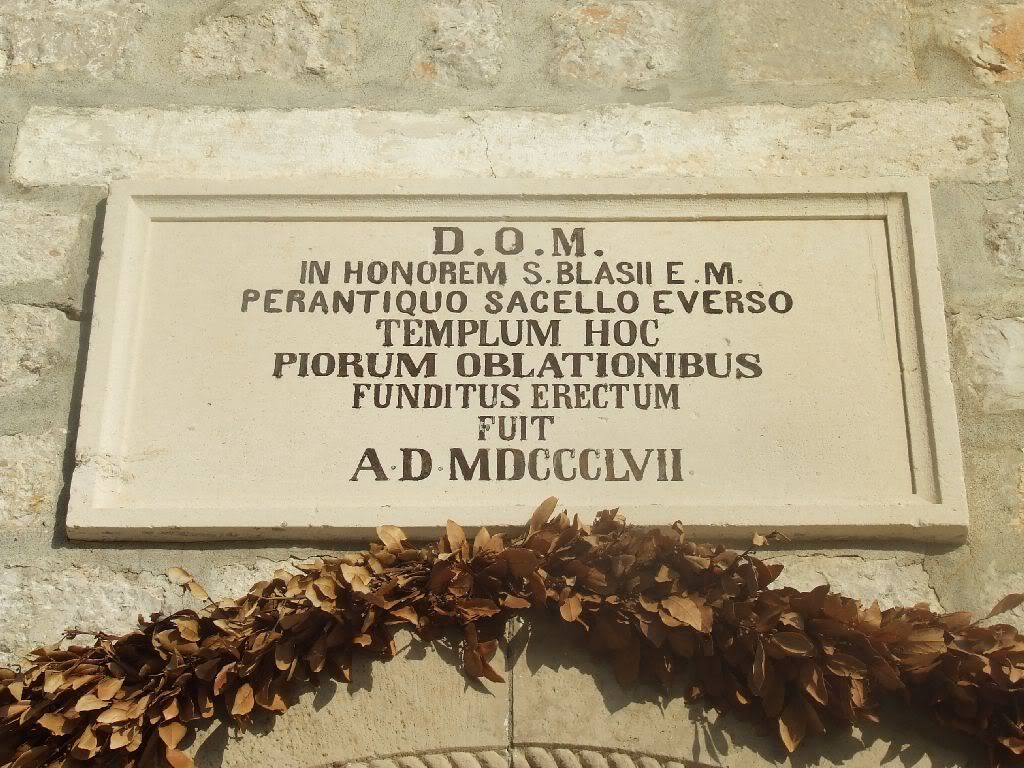 D.O.M.
IN HONOREM S.BLASII E.M.
PERANTIQUO SACELLO EVERSO
TEMPLUM HOC
PIORUM OBLATIONIBUS
FUNDITUS ERECTUM
FUIT
A.D.MDCCCLVII